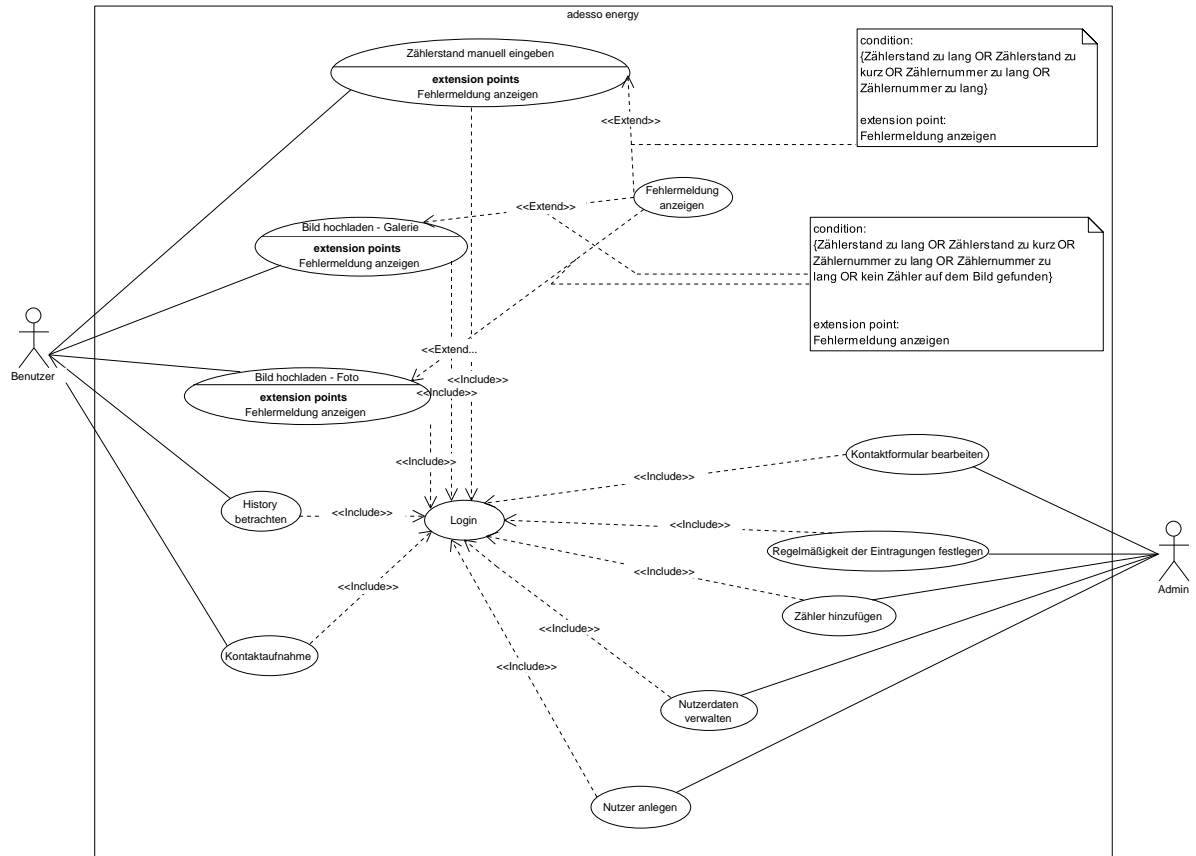 adesso energy
Zählerstand manuell eingeben
extension points
Fehlermeldung anzeigen
condition:
{Zählerstand zu lang OR Zählerstand zu
kurz OR Zählernummer zu lang OR
Zählernummer zu lang}
extension point:
Fehlermeldung anzeigen
<<Extend>>
Fehlermeldung
anzeigen
<<Extend>>
Bild hochladen - Galerie
extension points
Fehlermeldung anzeigen
condition:
{Zählerstand zu lang OR Zählerstand zu kurz OR
Zählernummer zu lang OR Zählernummer zu
lang OR kein Zähler auf dem Bild gefunden}
extension point:
Fehlermeldung anzeigen
Benutzer
<<Extend...
<<Include>>
<<Include>>
Bild hochladen - Foto
extension points
Fehlermeldung anzeigen
<<Include>>
Kontaktformular bearbeiten
<<Include>>
History
betrachten
<<Include>>
Login
<<Include>>
Regelmäßigkeit der Eintragungen festlegen
<<Include>>
Admin
<<Include>>
Zähler hinzufügen
<<Include>>
Kontaktaufnahme
<<Include>>
Nutzerdaten
verwalten
Nutzer anlegen